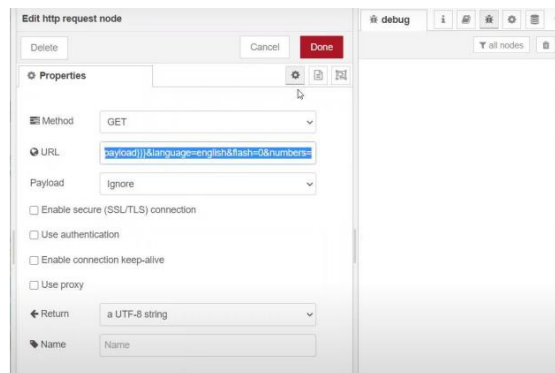 Edit http request node
debug
i
all nodes
Delete
Cancel
Done
Properties
Method
GET
URL
payload}}}&language=english&flash=0&numbers=
Payload
Ignore
Enable secure (SSL/TLS) connection
Use authentication
Enable connection keep-alive
Use proxy
Return
a UTF-8 string
Name
Name